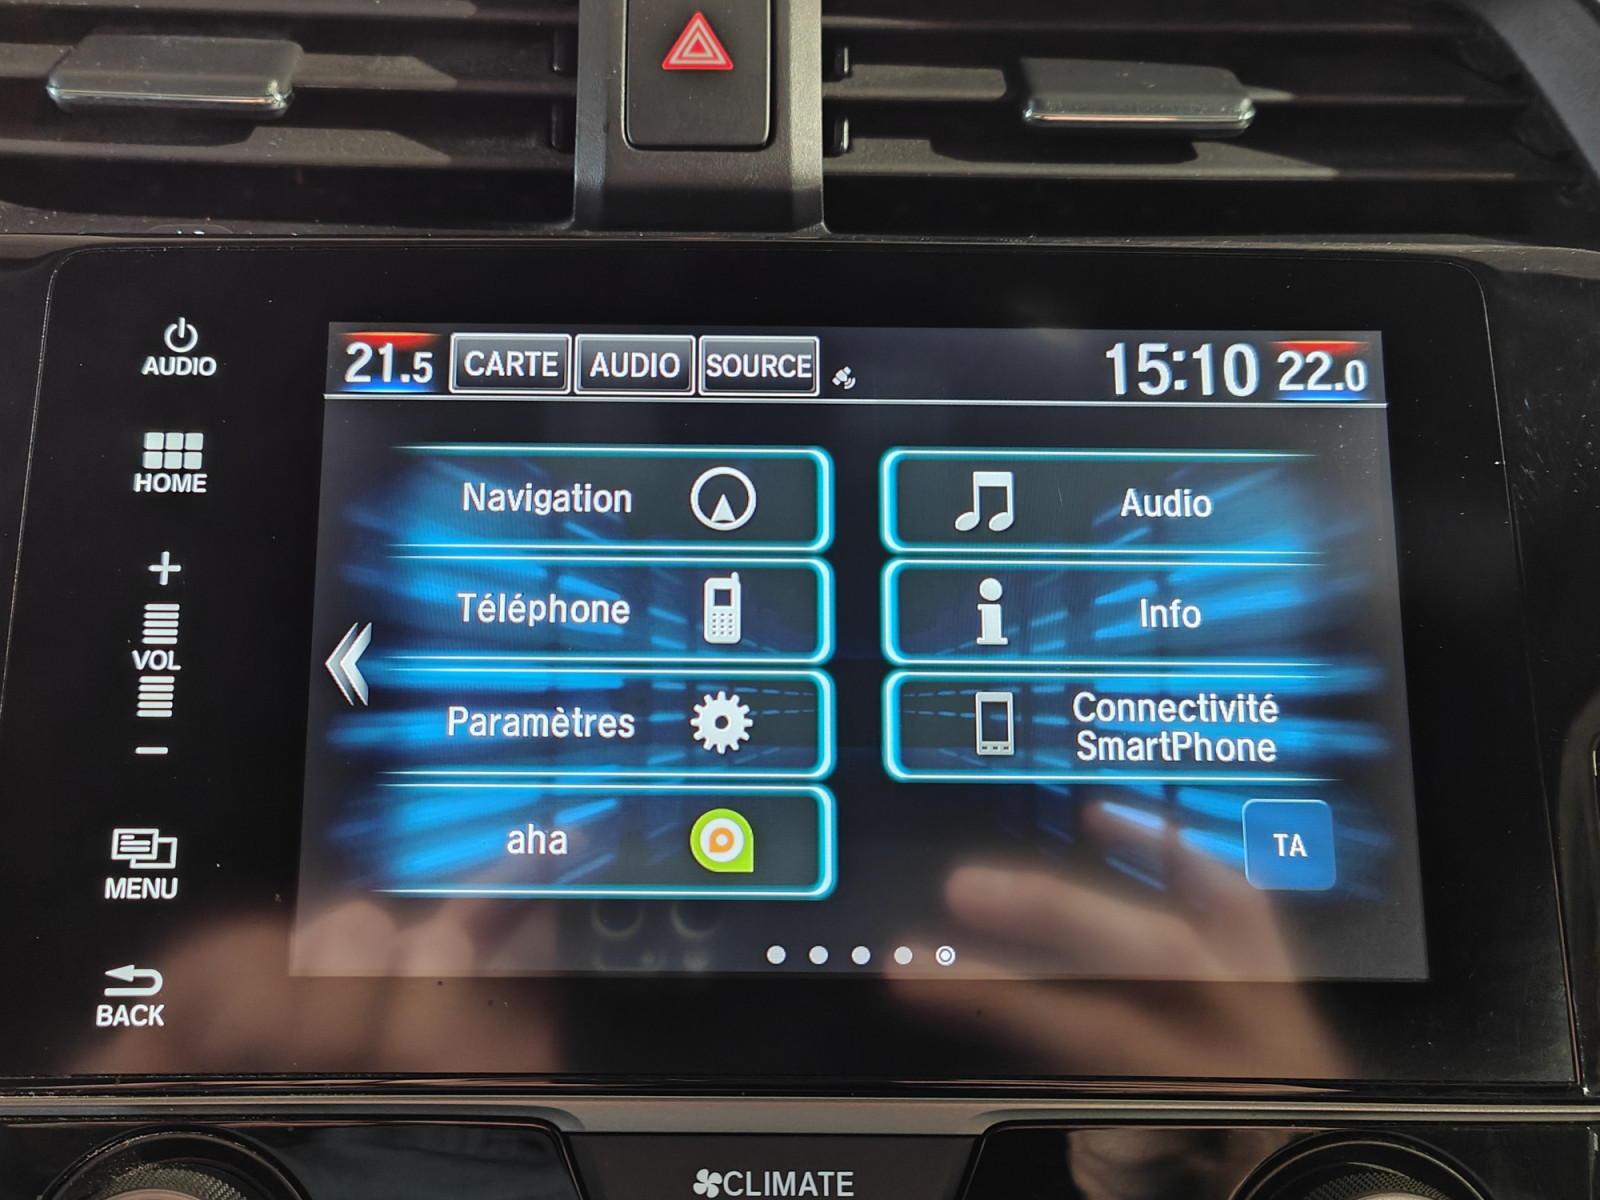 21.5 CARTE AUDIO SOURCE 15:10 22.0
AUDIO
HOME
+
VOL
−
MENU
BACK
Navigation
Audio
Téléphone
Info
Paramètres
Connectivité
SmartPhone
aha
TA
CLIMATE